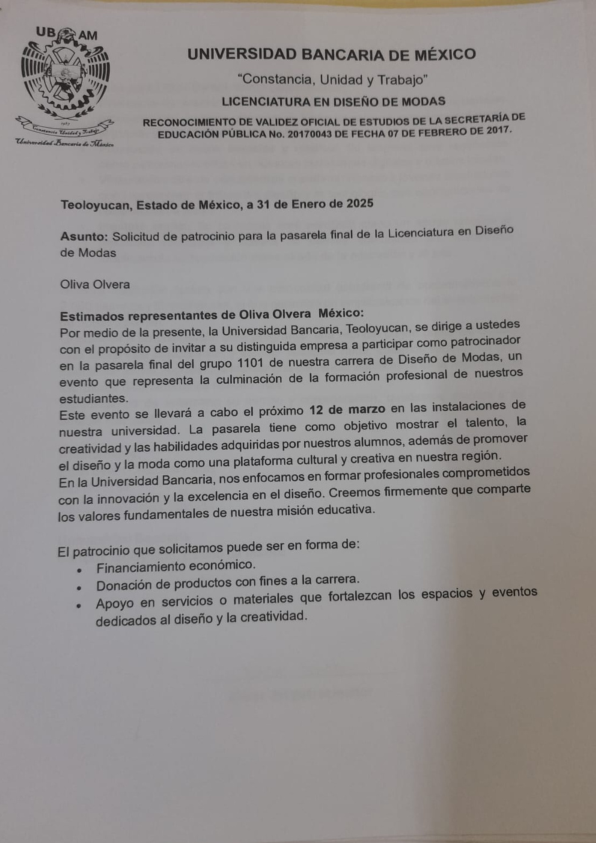 UB AM
Constancia Unidad y Trabajo
Universidad Bancaria de México
UNIVERSIDAD BANCARIA DE MÉXICO
"Constancia, Unidad y Trabajo"
LICENCIATURA EN DISEÑO DE MODAS
RECONOCIMIENTO DE VALIDEZ OFICIAL DE ESTUDIOS DE LA SECRETARÍA DE
EDUCACIÓN PÚBLICA No. 20170043 DE FECHA 07 DE FEBRERO DE 2017.
Teoloyucan, Estado de México, a 31 de Enero de 2025
Asunto: Solicitud de patrocinio para la pasarela final de la Licenciatura en Diseño
de Modas
Oliva Olvera
Estimados representantes de Oliva Olvera México:
Por medio de la presente, la Universidad Bancaria, Teoloyucan, se dirige a ustedes
con el propósito de invitar a su distinguida empresa a participar como patrocinador
en la pasarela final del grupo 1101 de nuestra carrera de Diseño de Modas, un
evento que representa la culminación de la formación profesional de nuestros
estudiantes.
Este evento se llevará a cabo el próximo 12 de marzo en las instalaciones de
nuestra universidad. La pasarela tiene como objetivo mostrar el talento, la
creatividad y las habilidades adquiridas por nuestros alumnos, además de promover
el diseño y la moda como una plataforma cultural y creativa en nuestra región.
En la Universidad Bancaria, nos enfocamos en formar profesionales comprometidos
con la innovación y la excelencia en el diseño. Creemos firmemente que comparte
los valores fundamentales de nuestra misión educativa.
El patrocinio que solicitamos puede ser en forma de:
• Financiamiento económico.
• Donación de productos con fines a la carrera.
• Apoyo en servicios o materiales que fortalezcan los espacios y eventos
dedicados al diseño y la creatividad.